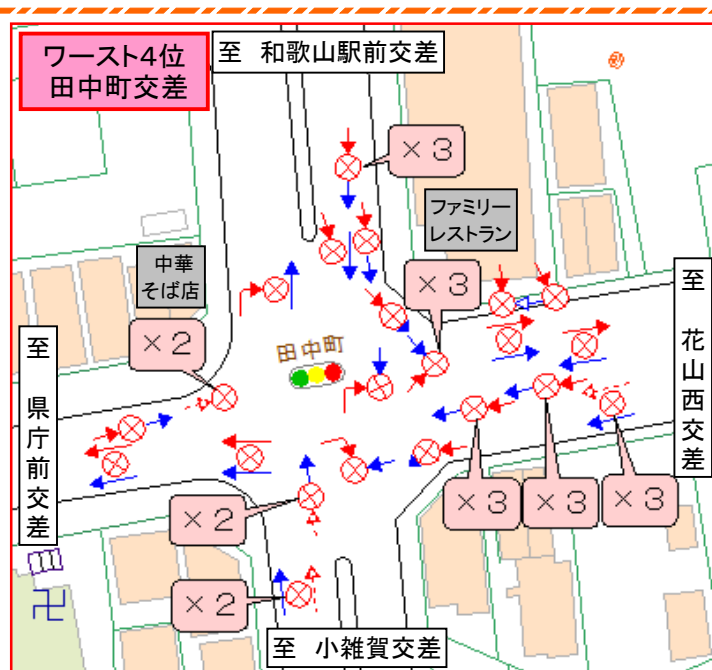 ワースト4位
田中町交差
至 和歌山駅前交差
×3
ファミリー
レストラン
中華
そば店
×3
至 花山西交差
×2
田中町
至 県庁前交差
×3
×3
×3
×2
×2
至 小雑賀交差
卍